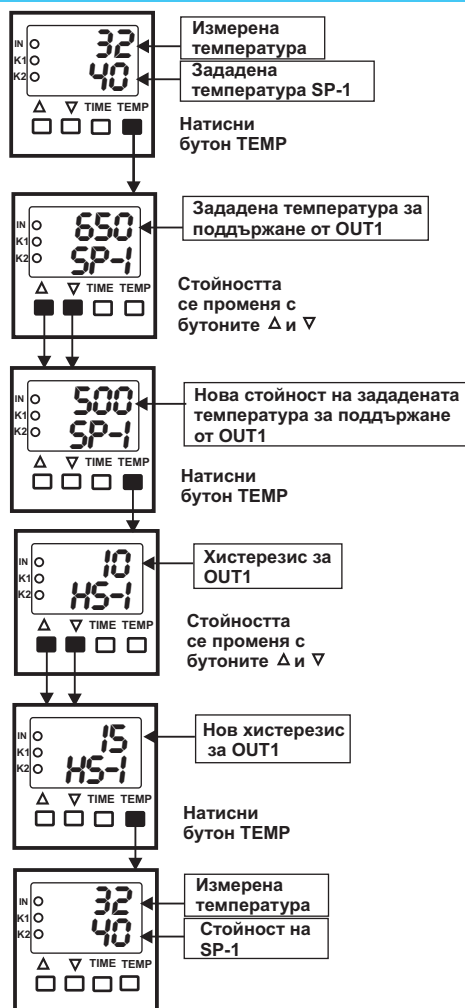 IN
K1
K2
32
40
TIME TEMP
Измерена
температура
Зададена
температура SP-1
Натисни
бутон TEMP
IN
K1
K2
650
SP-1
TIME TEMP
Зададена температура за
поддържане от OUT1
Стойността
се променя с
бутоните Δ и ∇
IN
K1
K2
500
SP-1
TIME TEMP
Нова стойност на зададената
температура за поддържане
от OUT1
Натисни
бутон TEMP
IN
K1
K2
10
HS-1
TIME TEMP
Хистерезис за
OUT1
Стойността
се променя с
бутоните Δ и ∇
IN
K1
K2
15
HS-1
TIME TEMP
Нов хистерезис
за OUT1
Натисни
бутон TEMP
IN
K1
K2
32
40
TIME TEMP
Измерена
температура
Стойност на
SP-1